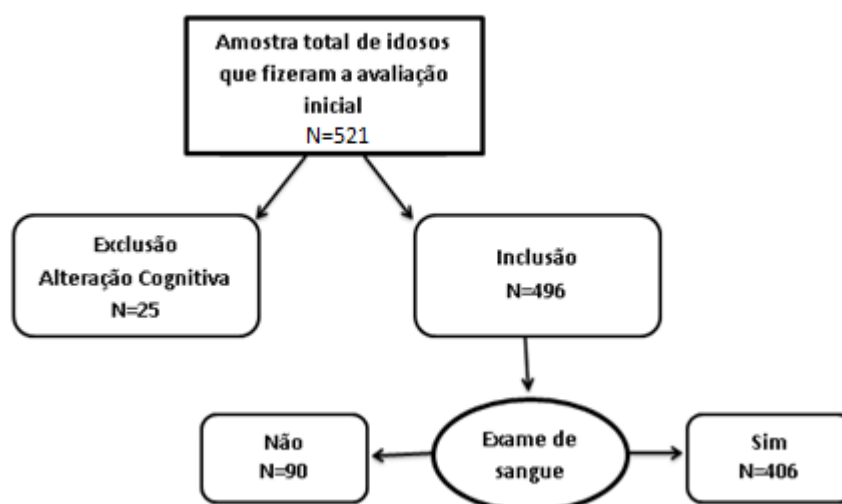 Amostra total de idosos
que fizeram a avaliação
inicial
N=521
Exclusão
Alteração Cognitiva
N=25
Inclusão
N=496
Não
N=90
Exame de
sangue
Sim
N=406